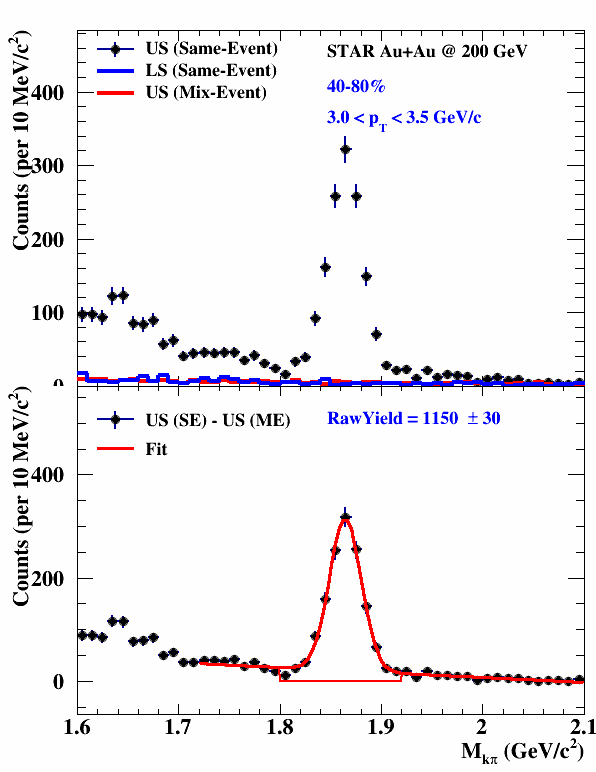 US (Same-Event)
LS (Same-Event)
US (Mix-Event)
STAR Au+Au @ 200 GeV
40-80%
3.0 < p_T < 3.5 GeV/c
Counts (per 10 MeV/c²)
400
300
200
100
0
US (SE) - US (ME)
Fit
RawYield = 1150 ± 30
Counts (per 10 MeV/c²)
400
200
0
1.6 1.7 1.8 1.9 2 2.1
M_kπ (GeV/c²)